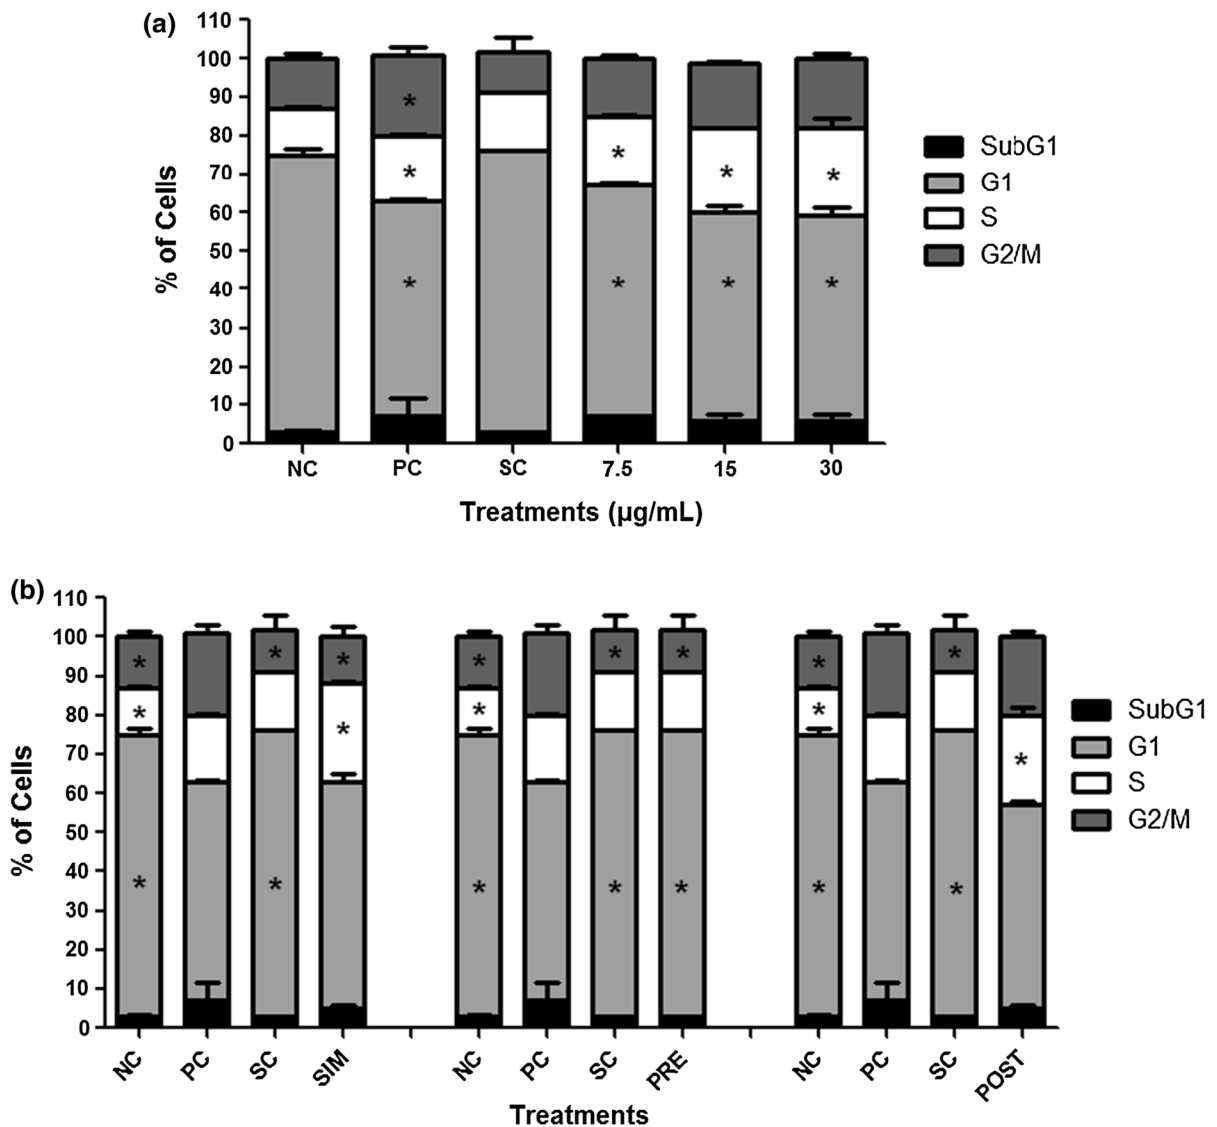 (a)
% of Cells
110
100
90
80
70
60
50
40
30
20
10
0
* * *
* * * *
* * * *
NC PC SC 7.5 15 30
Treatments (µg/mL)
SubG1
G1
S
G2/M
(b)
% of Cells
110
100
90
80
70
60
50
40
30
20
10
0
* * * * * * * *
* * * * *
* * * * * * *
NC PC SC SIM NC PC SC PRE NC PC SC POST
Treatments
SubG1
G1
S
G2/M